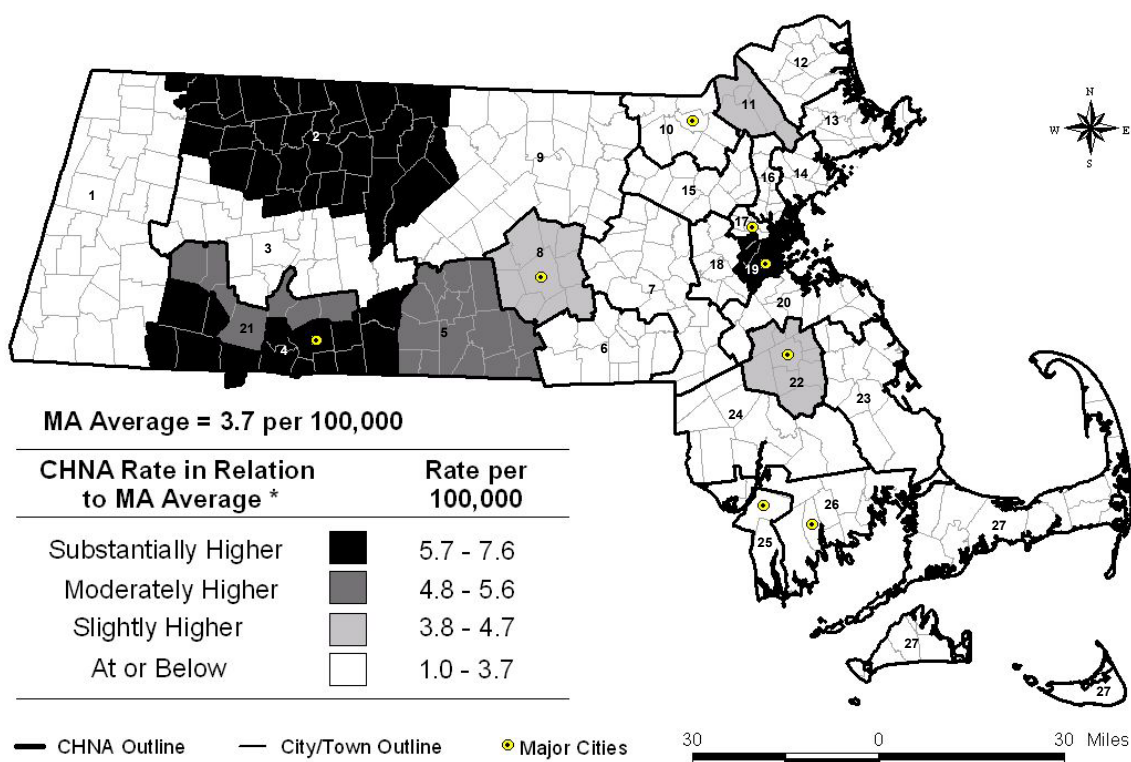 12
11
N
13
10
W E
2
9
S
15
16
14
1
17
3
8
18
19
7
20
21
5
4
6
22
23
MA Average = 3.7 per 100,000
24
CHNA Rate in Relation
to MA Average *
Rate per
100,000
26
27
25
Substantially Higher 5.7 - 7.6
Moderately Higher 4.8 - 5.6
Slightly Higher 3.8 - 4.7
27
At or Below 1.0 - 3.7
27
CHNA Outline City/Town Outline Major Cities
30 0 30 Miles